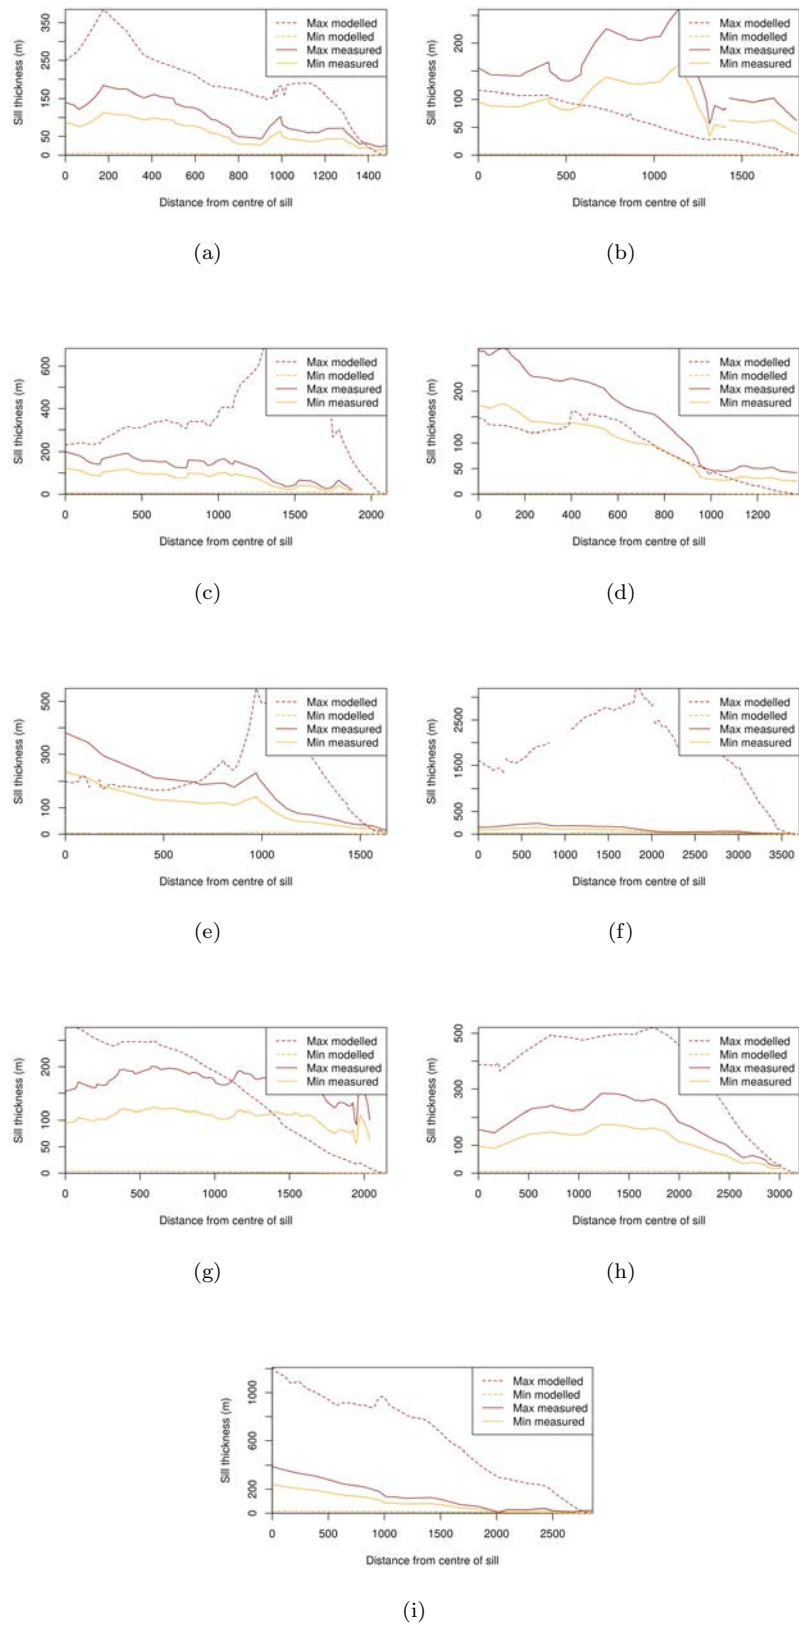 Sill thickness (m)
0 50 150 250 350
Max modelled
Min modelled
Max measured
Min measured
0 200 400 600 800 1000 1200 1400
Distance from centre of sill
(a)
Sill thickness (m)
0 50 100 200
Max modelled
Min modelled
Max measured
Min measured
0 500 1000 1500
Distance from centre of sill
(b)
Sill thickness (m)
0 200 400 600
Max modelled
Min modelled
Max measured
Min measured
0 500 1000 1500 2000
Distance from centre of sill
(c)
Sill thickness (m)
0 50 100 200
Max modelled
Min modelled
Max measured
Min measured
0 200 400 600 800 1000 1200
Distance from centre of sill
(d)
Sill thickness (m)
0 100 300 500
Max modelled
Min modelled
Max measured
Min measured
0 500 1000 1500
Distance from centre of sill
(e)
Sill thickness (m)
0 500 1500 2500
Max modelled
Min modelled
Max measured
Min measured
0 500 1000 1500 2000 2500 3000 3500
Distance from centre of sill
(f)
Sill thickness (m)
0 50 100 200
Max modelled
Min modelled
Max measured
Min measured
0 500 1000 1500 2000
Distance from centre of sill
(g)
Sill thickness (m)
0 100 300 500
Max modelled
Min modelled
Max measured
Min measured
0 500 1000 1500 2000 2500 3000
Distance from centre of sill
(h)
Sill thickness (m)
0 200 600 1000
Max modelled
Min modelled
Max measured
Min measured
0 500 1000 1500 2000 2500
Distance from centre of sill
(i)